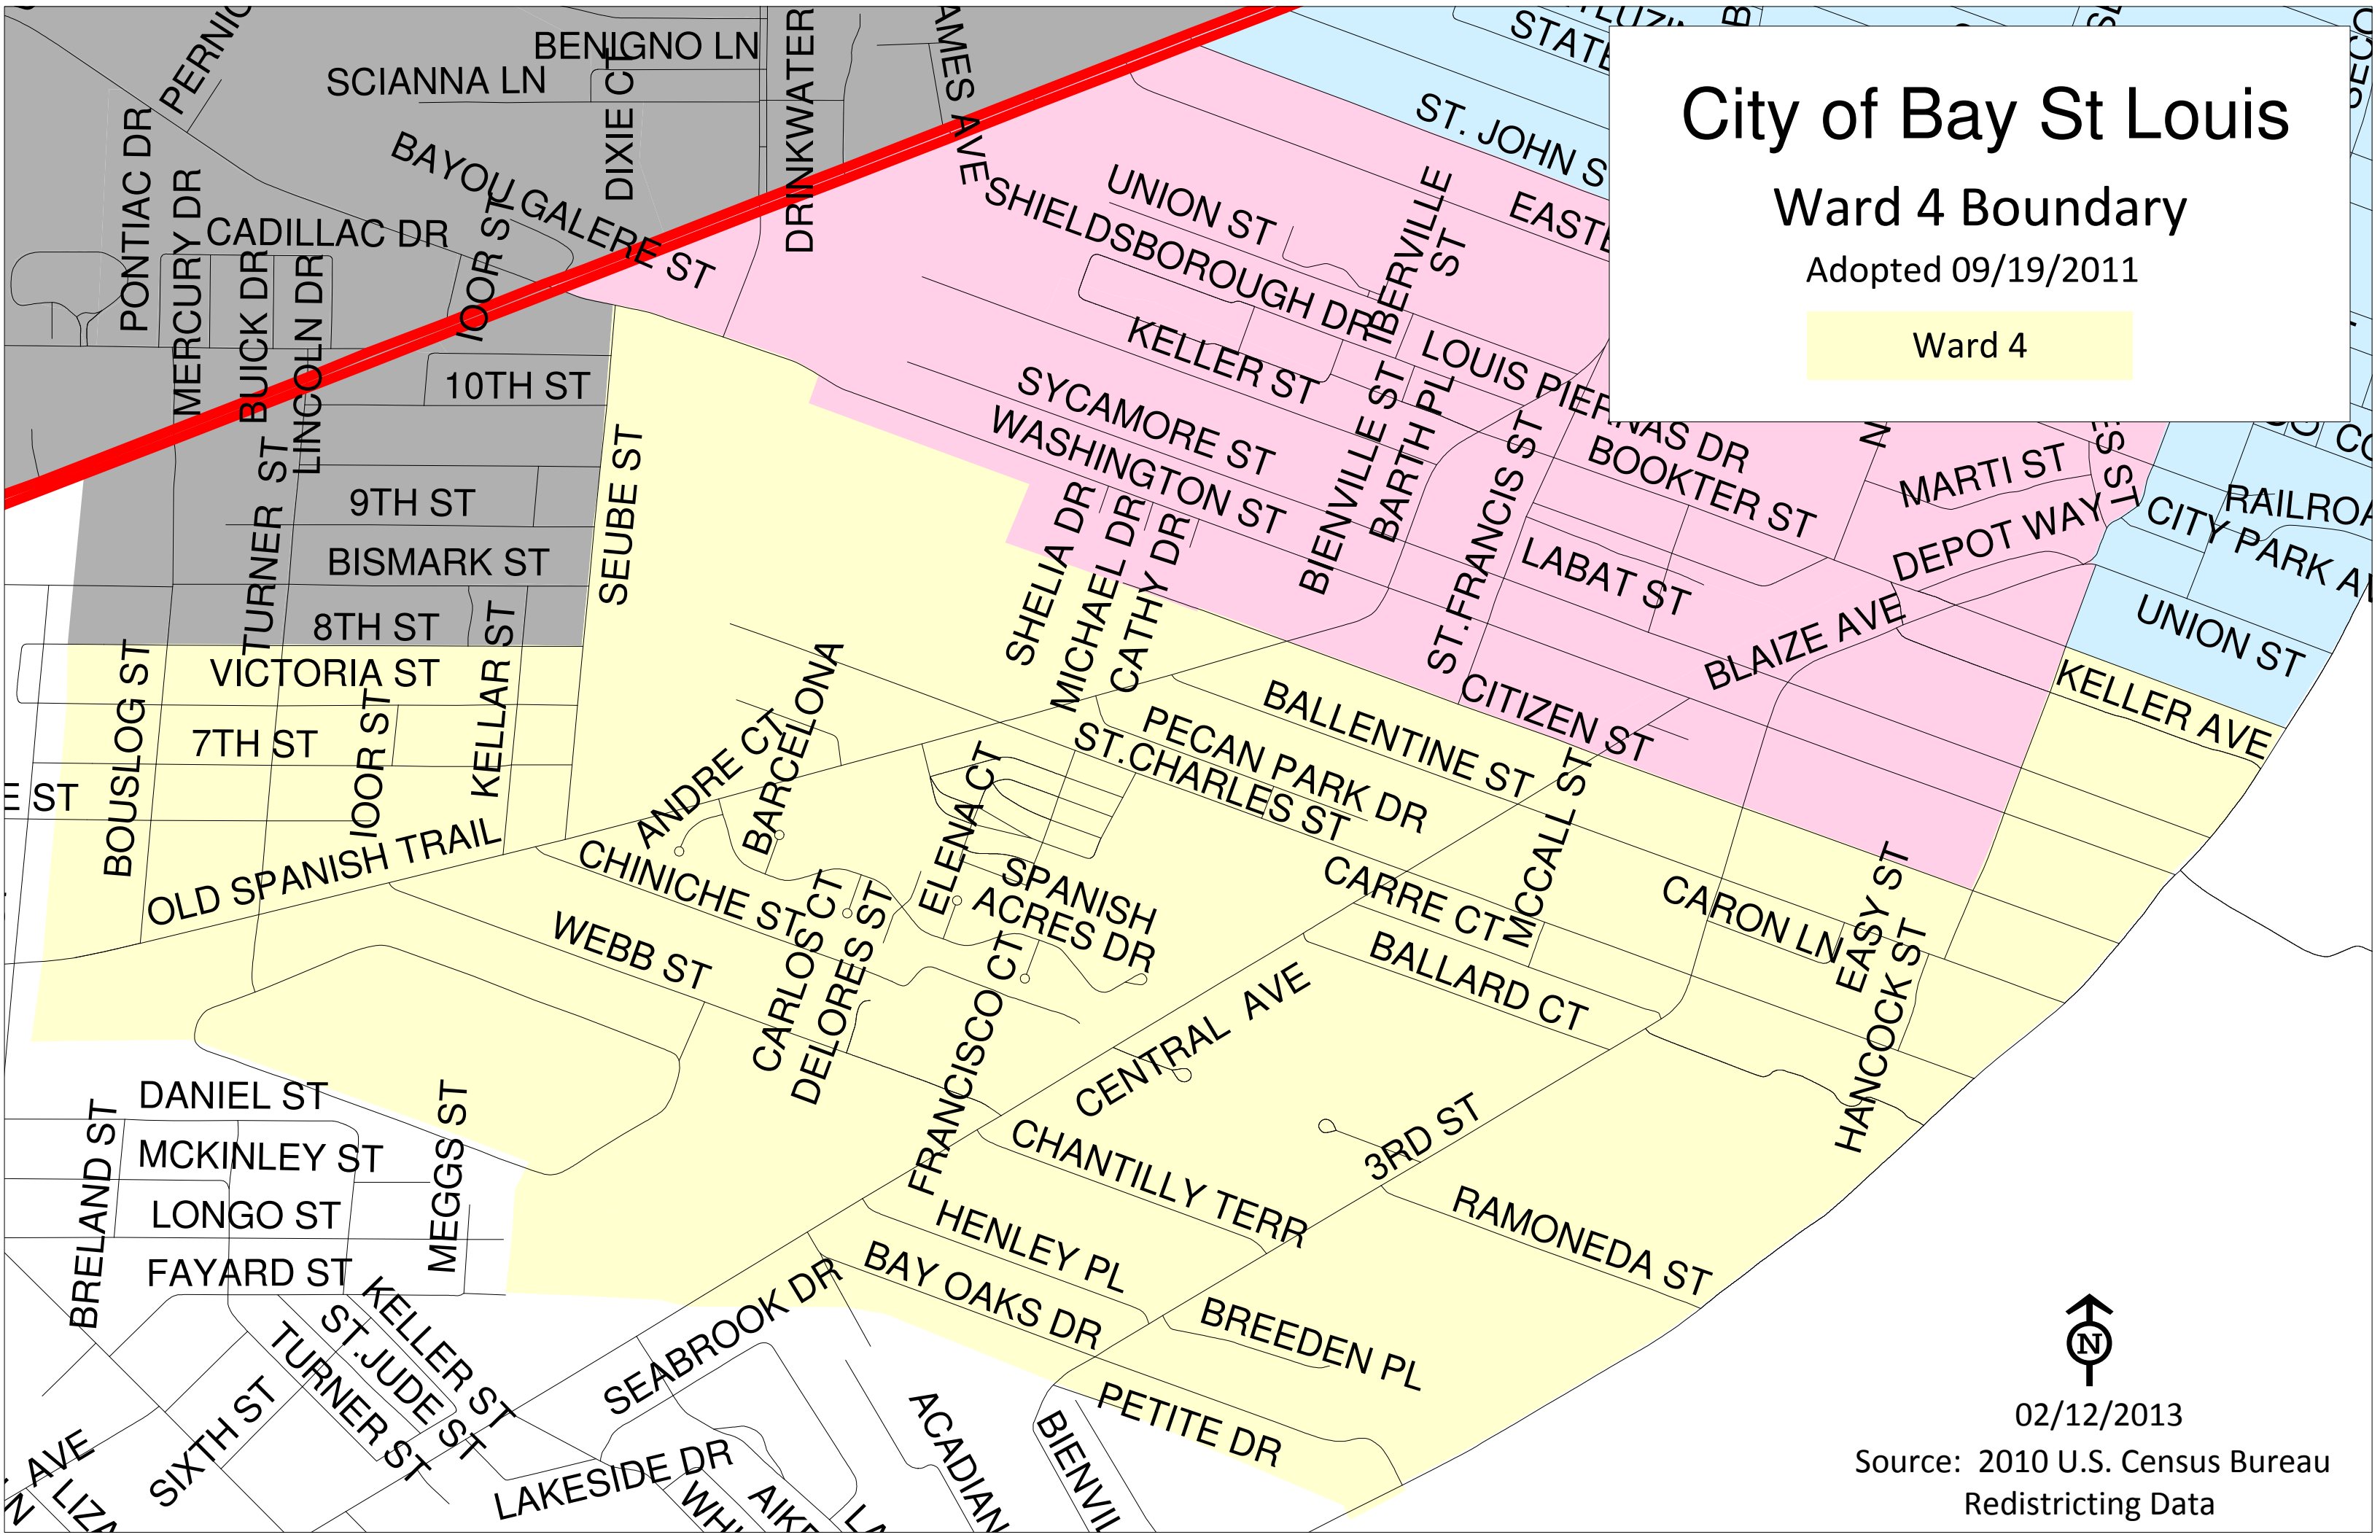 City of Bay St Louis
Ward 4 Boundary
Adopted 09/19/2011
Ward 4
BENIGNO LN
SCIANNA LN
DIXIE CT
DRINKWATER
AMES AVE
PONTIAC DR
MERCURY DR
BAYOU GALERE ST
CADILLAC DR
IOOR ST
BUICK DR
LINCOLN DR
10TH ST
9TH ST
BISMARK ST
8TH ST
TURNER ST
SEUBE ST
STATE
ST. JOHN S
UNION ST
SHIELDSBOROUGH DR
IBERVILLE
ST
EASTE
KELLER ST
LOUIS PIERNAS DR
SYCAMORE ST
WASHINGTON ST
BIENVILLE ST
BARTH PL
ST.FRANCIS ST
BOOKTER ST
LABAT ST
MARTI ST
DEPOT WAY
BLAIZE AVE
ES ST
RAILROA
CITY PARK AV
UNION ST
KELLER AVE
SHELIA DR
MICHAEL DR
CATHY DR
CITIZEN ST
BALLENTINE ST
PECAN PARK DR
ST.CHARLES ST
VICTORIA ST
7TH ST
BOUSLOG ST
IOOR ST
KELLAR ST
E ST
OLD SPANISH TRAIL
ANDRE CT
BARCELONA
ELENA CT
CHINICHE ST
WEBB ST
CARLOS CT
DELORES ST
SPANISH
ACRES DR
FRANCISCO CT
CARRE CT
MCCALL ST
CARON LN
EASY ST
HANCOCK ST
BALLARD CT
CENTRAL AVE
3RD ST
CHANTILLY TERR
HENLEY PL
BAY OAKS DR
RAMONEDA ST
BREEDEN PL
PETITE DR
DANIEL ST
MCKINLEY ST
LONGO ST
FAYARD ST
BRELAND ST
MEGGS ST
KELLER ST
ST.JUDE ST
TURNER ST
SIXTH ST
AVE
SEABROOK DR
LAKESIDE DR
ACADIAN
BIENVIL
N
02/12/2013
Source: 2010 U.S. Census Bureau
Redistricting Data